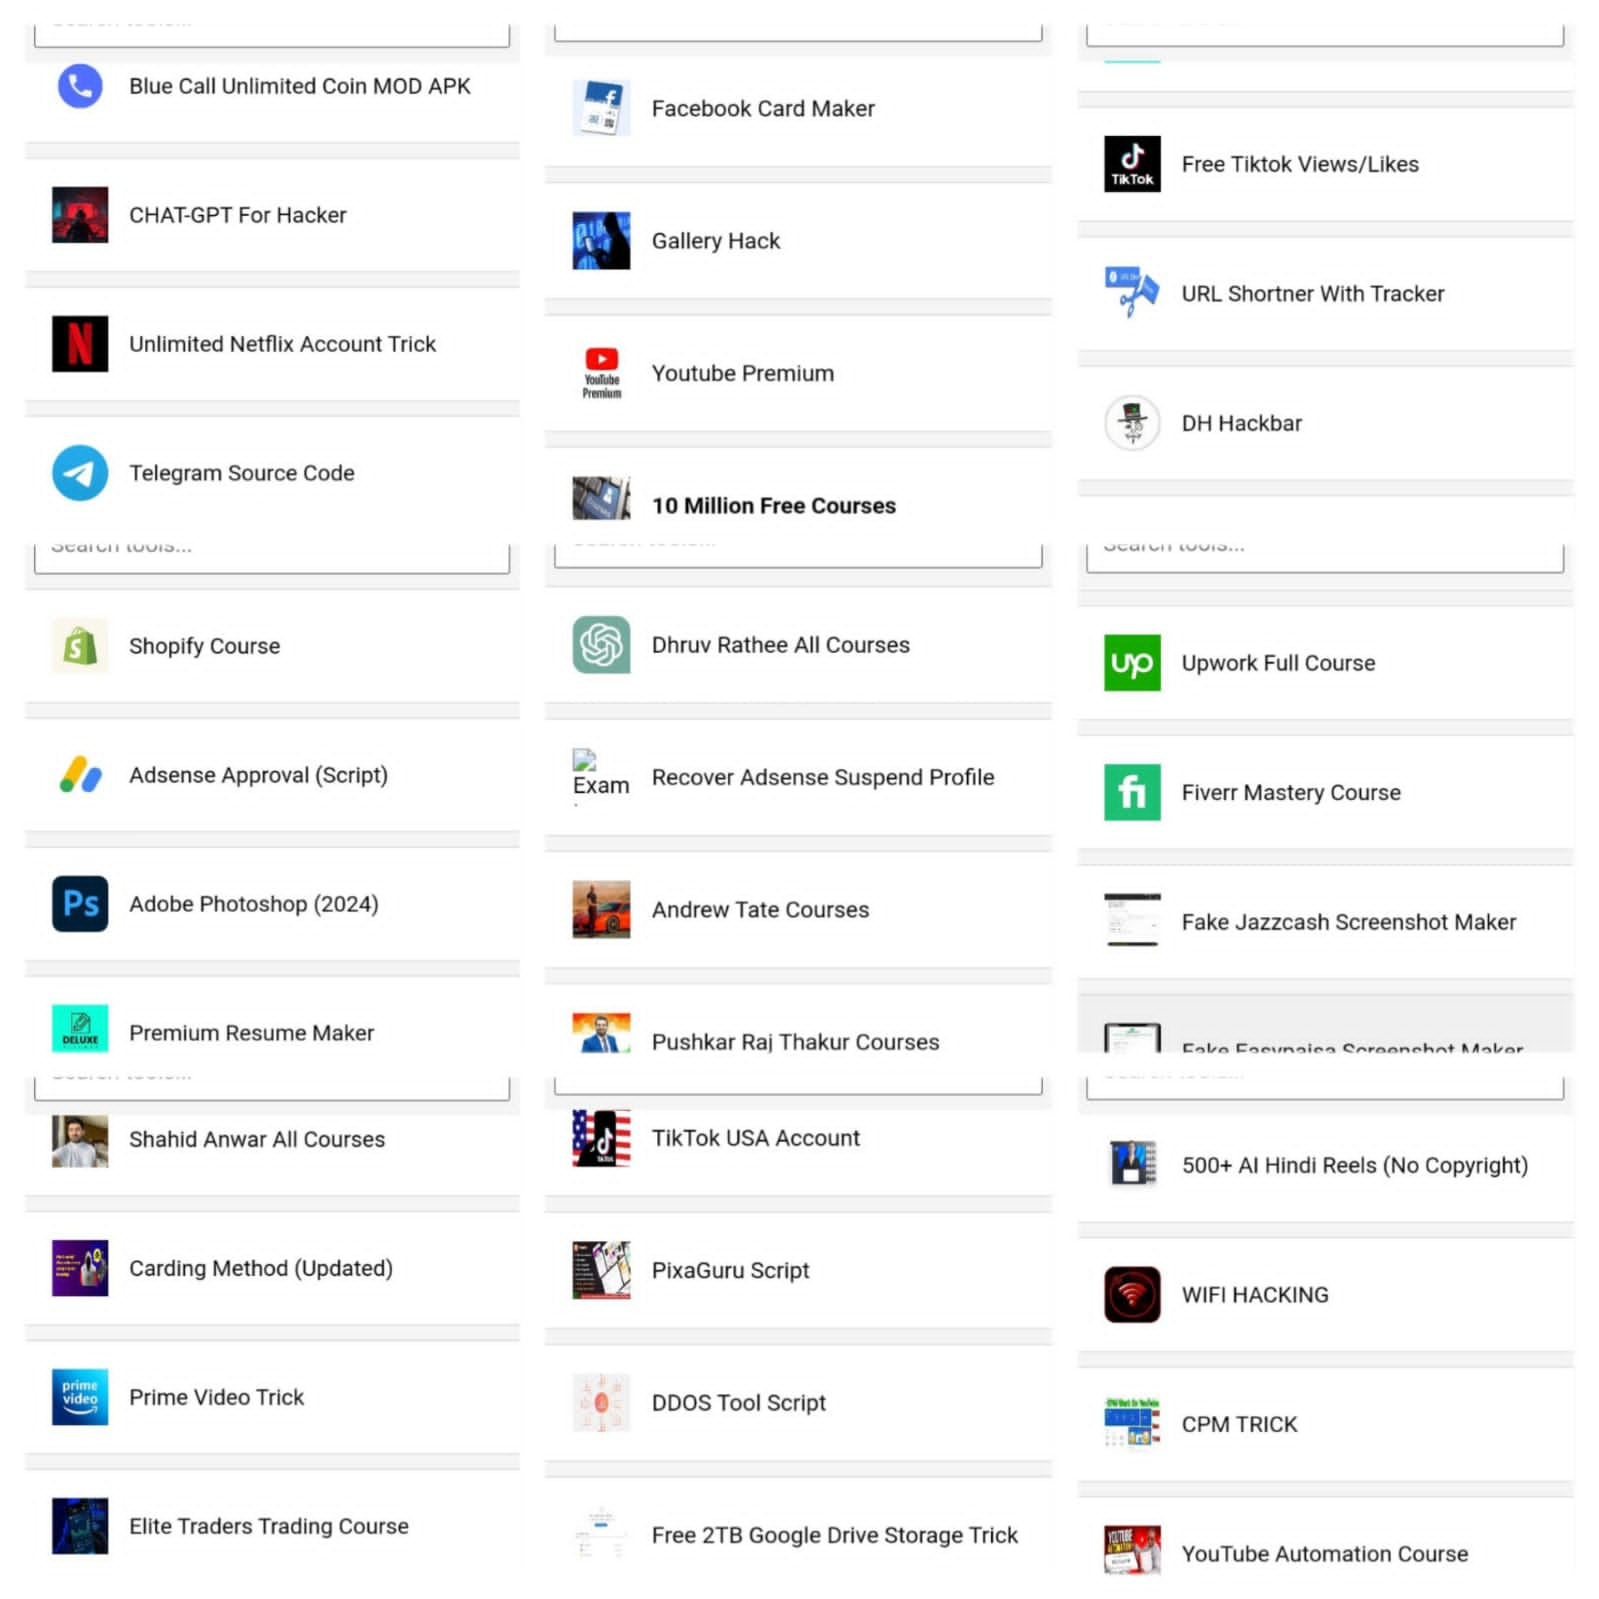 Blue Call Unlimited Coin MOD APK
CHAT-GPT For Hacker
Unlimited Netflix Account Trick
Telegram Source Code
Facebook Card Maker
Gallery Hack
YouTube
Premium
Youtube Premium
10 Million Free Courses
TikTok
Free Tiktok Views/Likes
URL Shortner With Tracker
DH Hackbar
Search tools...
Shopify Course
Adsense Approval (Script)
Ps
Adobe Photoshop (2024)
DELUXE
Premium Resume Maker
Dhruv Rathee All Courses
Exam
Recover Adsense Suspend Profile
Andrew Tate Courses
Pushkar Raj Thakur Courses
Search tools...
up
Upwork Full Course
fi
Fiverr Mastery Course
Fake Jazzcash Screenshot Maker
Fake Easypaisa Screenshot Maker
Shahid Anwar All Courses
Carding Method (Updated)
prime
video
Prime Video Trick
Elite Traders Trading Course
TikTok USA Account
PixaGuru Script
DDOS Tool Script
Free 2TB Google Drive Storage Trick
500+ AI Hindi Reels (No Copyright)
WIFI HACKING
CPM TRICK
YOUTUBE
YouTube Automation Course